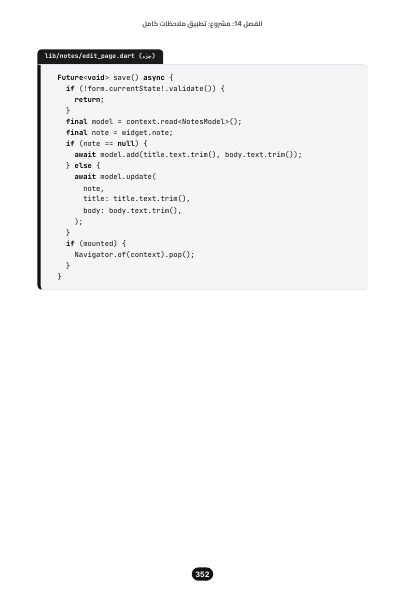 الفصل 14: مشروع: تطبيق ملاحظات كامل
lib/notes/edit_page.dart (جزء)
Future<void> save() async {
  if (!form.currentState!.validate()) {
    return;
  }
  final model = context.read<NotesModel>();
  final note = widget.note;
  if (note == null) {
    await model.add(title.text.trim(), body.text.trim());
  } else {
    await model.update(
      note,
      title: title.text.trim(),
      body: body.text.trim(),
    );
  }
  if (mounted) {
    Navigator.of(context).pop();
  }
}
352